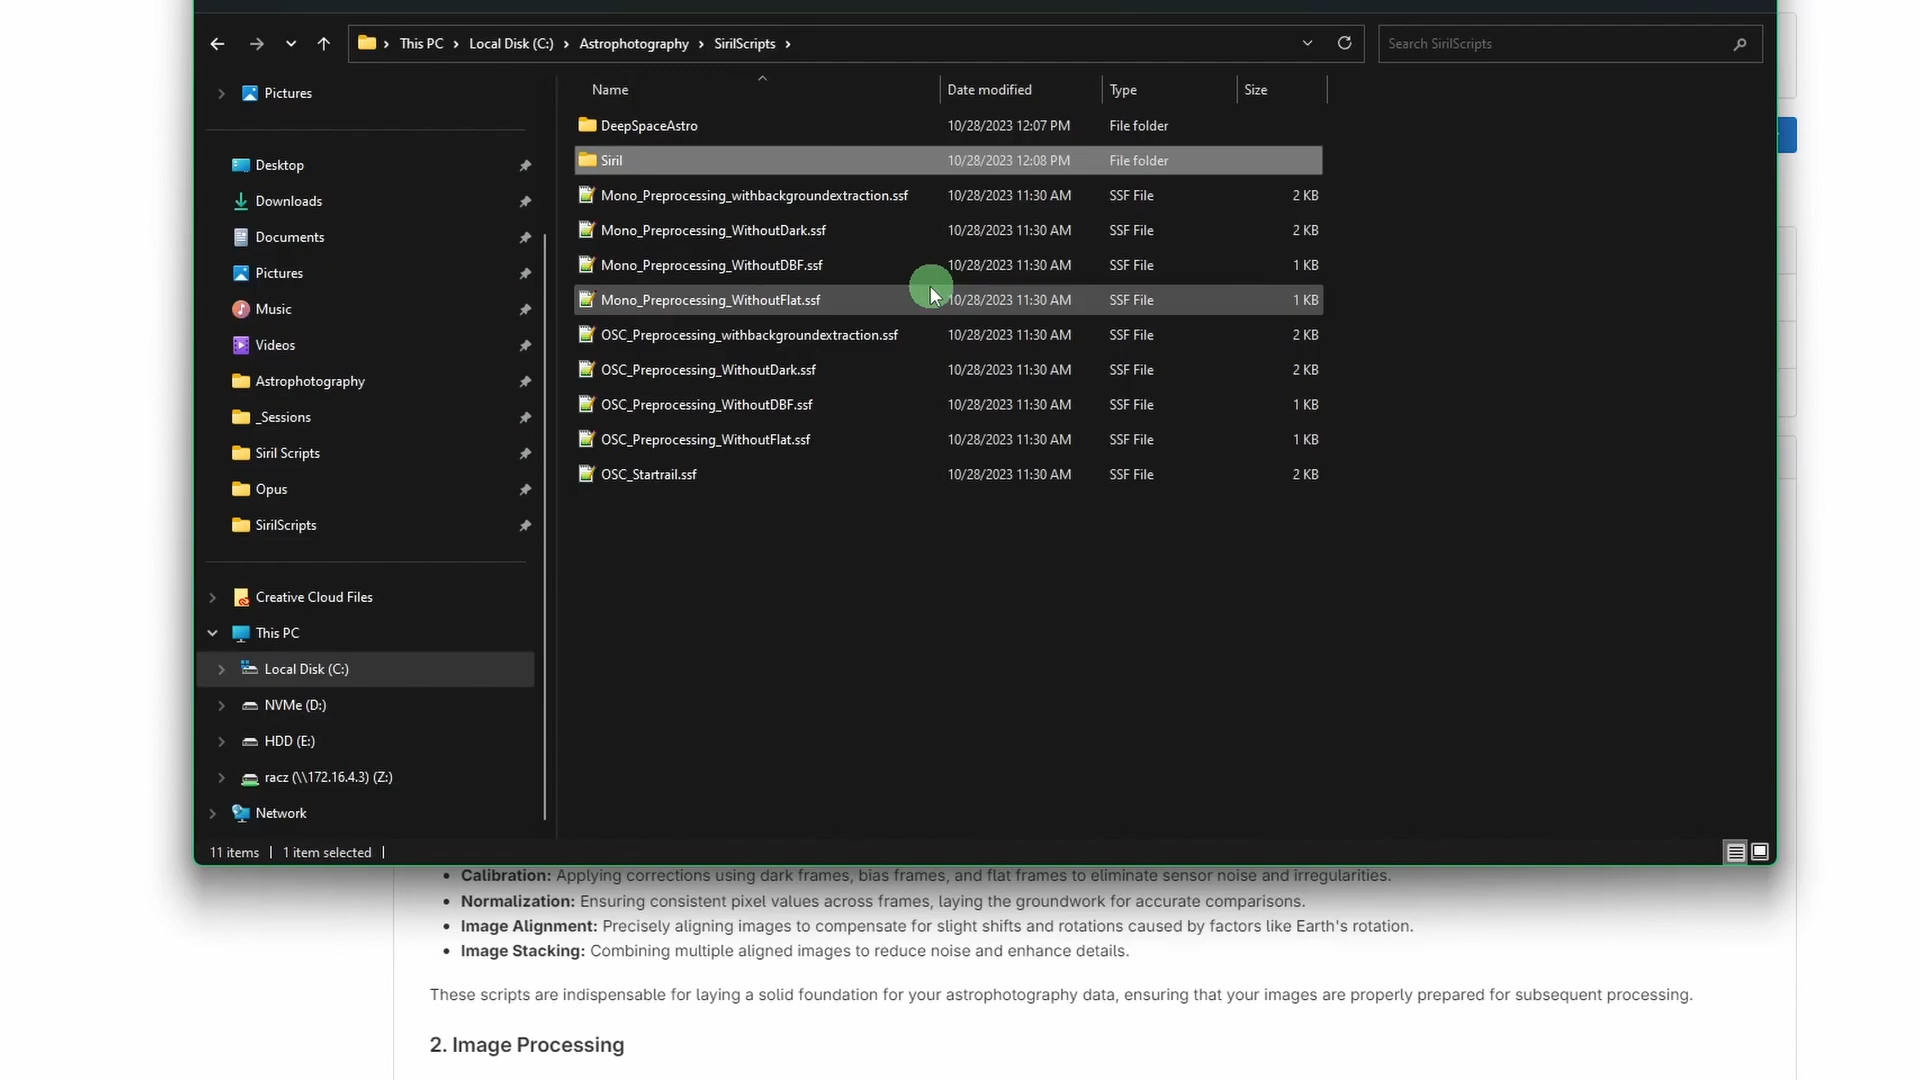 This PC > Local Disk (C:) > Astrophotography > SirilScripts >
Search SirilScripts
Pictures
Desktop
Downloads
Documents
Pictures
Music
Videos
Astrophotography
_Sessions
Siril Scripts
Opus
SirilScripts
Creative Cloud Files
This PC
Local Disk (C:)
NVMe (D:)
HDD (E:)
racz (\\172.16.4.3) (Z:)
Network
Name Date modified Type Size
DeepSpaceAstro 10/28/2023 12:07 PM File folder
Siril 10/28/2023 12:08 PM File folder
Mono_Preprocessing_withbackgroundextraction.ssf 10/28/2023 11:30 AM SSF File 2 KB
Mono_Preprocessing_WithoutDark.ssf 10/28/2023 11:30 AM SSF File 2 KB
Mono_Preprocessing_WithoutDBF.ssf 10/28/2023 11:30 AM SSF File 1 KB
Mono_Preprocessing_WithoutFlat.ssf 10/28/2023 11:30 AM SSF File 1 KB
OSC_Preprocessing_withbackgroundextraction.ssf 10/28/2023 11:30 AM SSF File 2 KB
OSC_Preprocessing_WithoutDark.ssf 10/28/2023 11:30 AM SSF File 2 KB
OSC_Preprocessing_WithoutDBF.ssf 10/28/2023 11:30 AM SSF File 1 KB
OSC_Preprocessing_WithoutFlat.ssf 10/28/2023 11:30 AM SSF File 1 KB
OSC_Startrail.ssf 10/28/2023 11:30 AM SSF File 2 KB
11 items | 1 item selected |
• Calibration: Applying corrections using dark frames, bias frames, and flat frames to eliminate sensor noise and irregularities.
• Normalization: Ensuring consistent pixel values across frames, laying the groundwork for accurate comparisons.
• Image Alignment: Precisely aligning images to compensate for slight shifts and rotations caused by factors like Earth's rotation.
• Image Stacking: Combining multiple aligned images to reduce noise and enhance details.
These scripts are indispensable for laying a solid foundation for your astrophotography data, ensuring that your images are properly prepared for subsequent processing.
2. Image Processing